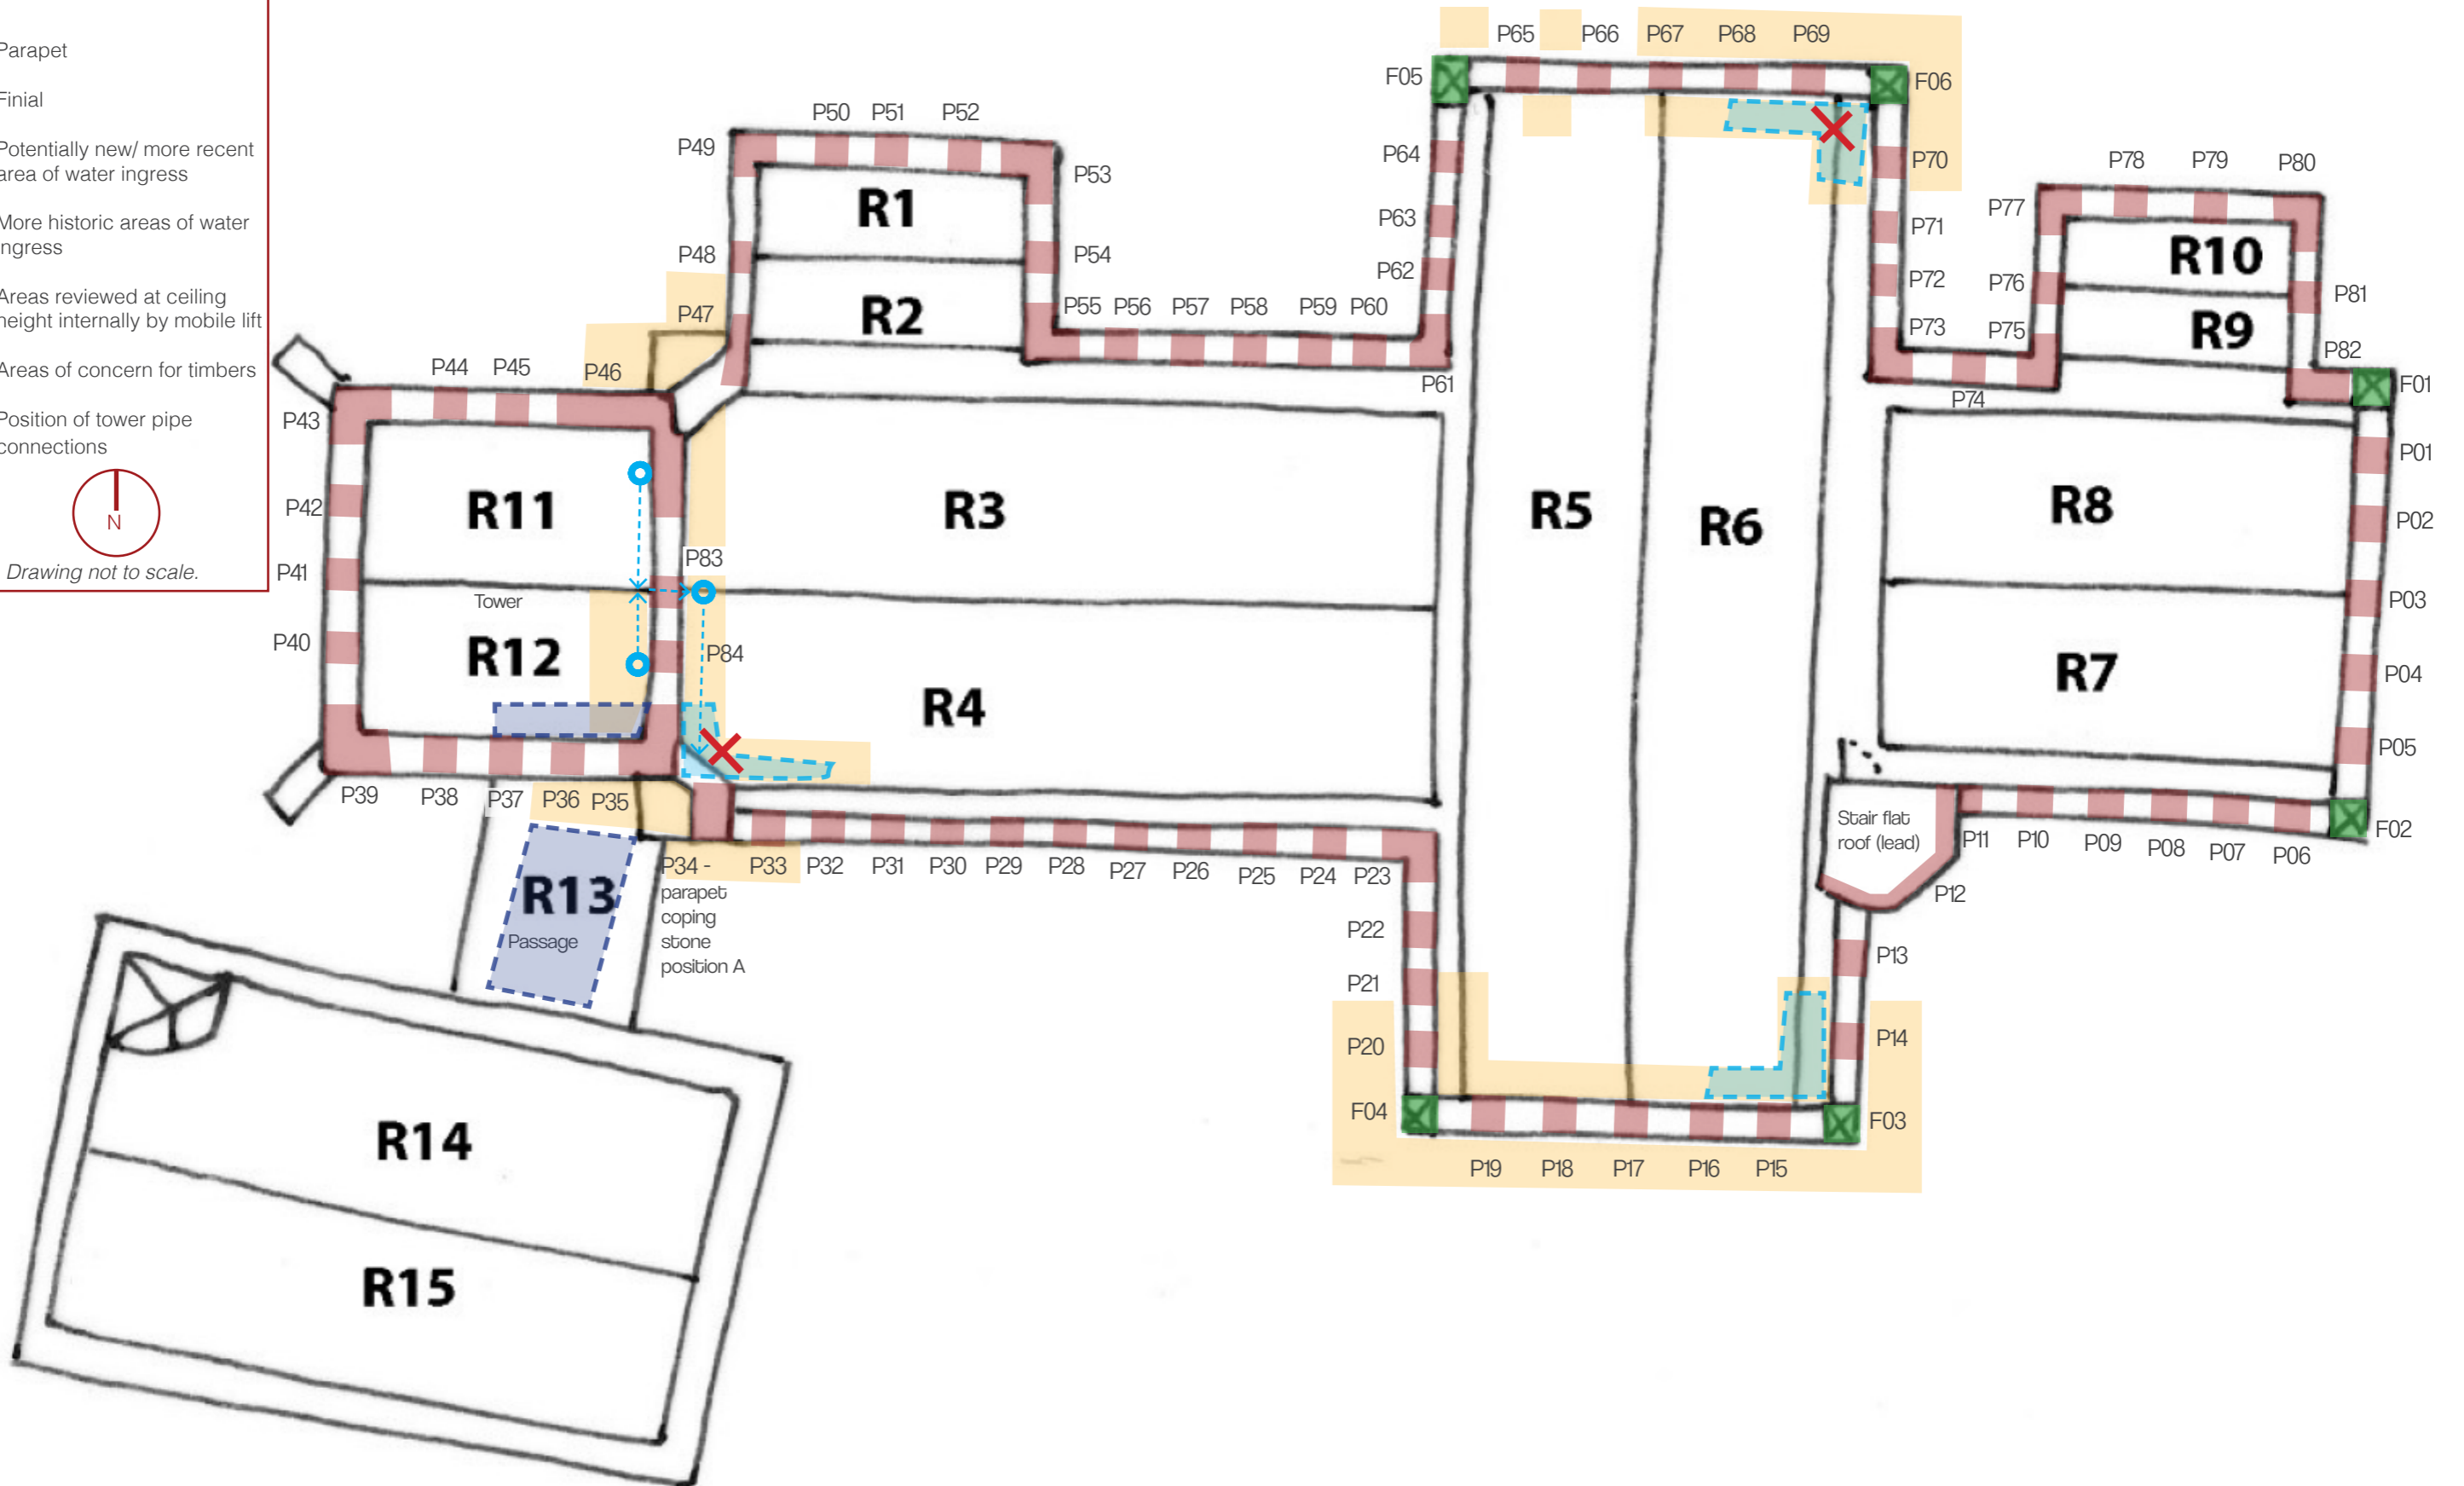 Parapet
Finial
Potentially new/ more recent
area of water ingress
More historic areas of water
ingress
Areas reviewed at ceiling
height internally by mobile lift
Areas of concern for timbers
Position of tower pipe
connections
N
Drawing not to scale.
P65
P66
P67
P68
P69
F05
F06
P64
P70
P63
P71
P62
P72
P73
P50
P51
P52
P49
P53
P48
P54
P47
R1
R2
P55
P56
P57
P58
P59
P60
P61
P78
P79
P80
P77
P76
P75
P81
P82
P74
R10
R9
F01
P44
P45
P46
P43
P42
P41
P40
R11
Tower
R12
P83
P84
R3
R4
R5
R6
R8
R7
P01
P02
P03
P04
P05
F02
Stair flat
roof (lead)
P11
P10
P09
P08
P07
P06
P12
P13
P14
P39
P38
P37
P36
P35
P34 -
parapet
coping
stone
position A
P33
P32
P31
P30
P29
P28
P27
P26
P25
P24
P23
P22
P21
P20
R13
Passage
F04
F03
P19
P18
P17
P16
P15
R14
R15